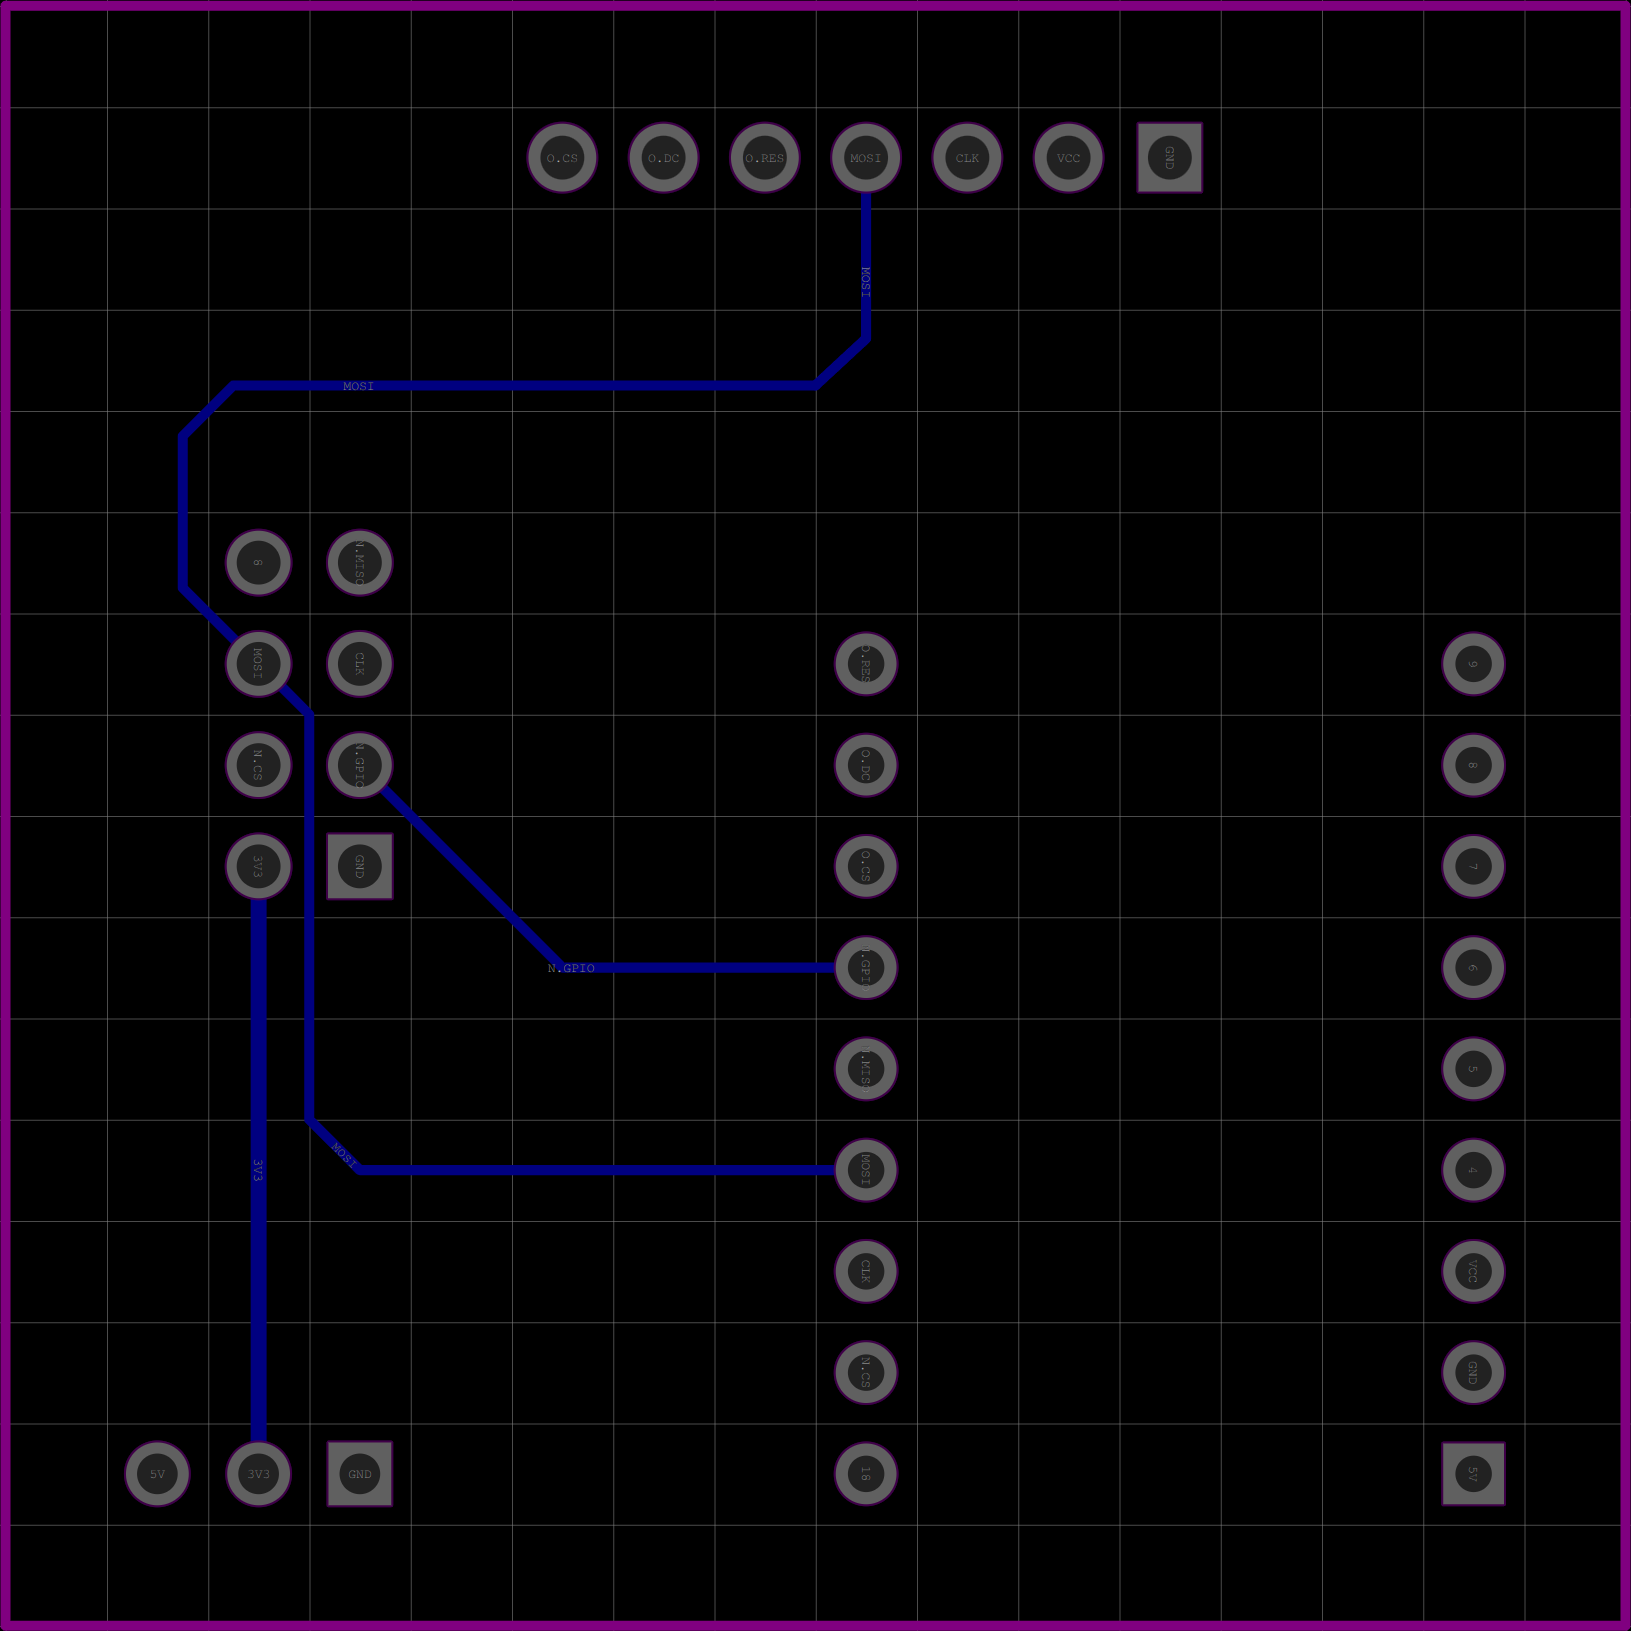 O.CS O.DC O.RES MOSI CLK VCC GND
MOSI
MOSI
8 N.MISO
MOSI CLK O.RES 9
N.CS N.GPIO O.DC 8
3V3 GND O.CS 7
N.GPIO N.GPIO 6
N.MISO 5
MOSI
3V3 MOSI 4
CLK VCC
N.CS GND
5V 3V3 GND 18 5V